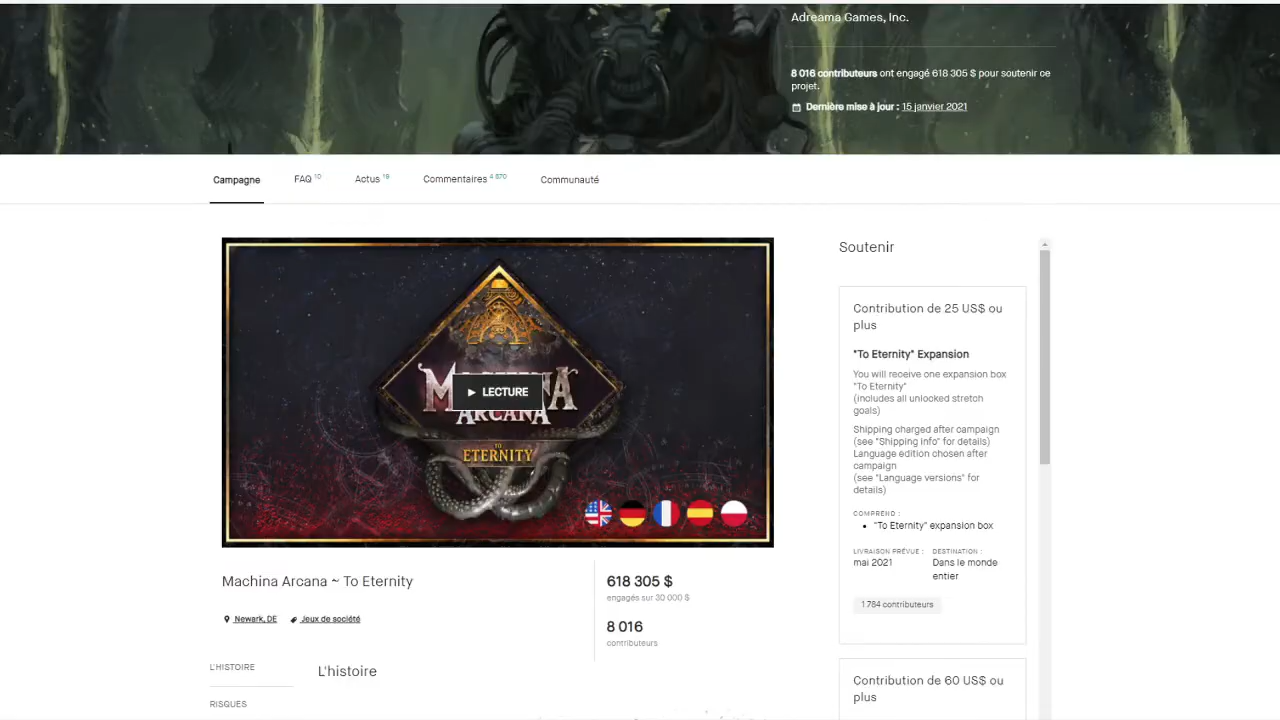 Adreama Games, Inc.
8 016 contributeurs ont engagé 618 305 $ pour soutenir ce
projet.
Dernière mise à jour : 15 janvier 2021
Campagne
FAQ 10
Actus 19
Commentaires 4 670
Communauté
MACHINA
ARCANA
TO
ETERNITY
► LECTURE
Machina Arcana ~ To Eternity
Newark, DE
Jeux de société
618 305 $
engagés sur 30 000 $
8 016
contributeurs
L'HISTOIRE
RISQUES
L'histoire
Soutenir
Contribution de 25 US$ ou
plus
"To Eternity" Expansion
You will receive one expansion box
"To Eternity"
(includes all unlocked stretch
goals)
Shipping charged after campaign
(see "Shipping info" for details)
Language edition chosen after
campaign
(see "Language versions" for
details)
COMPREND :
• "To Eternity" expansion box
LIVRAISON PRÉVUE :
mai 2021
DESTINATION :
Dans le monde
entier
1 764 contributeurs
Contribution de 60 US$ ou
plus